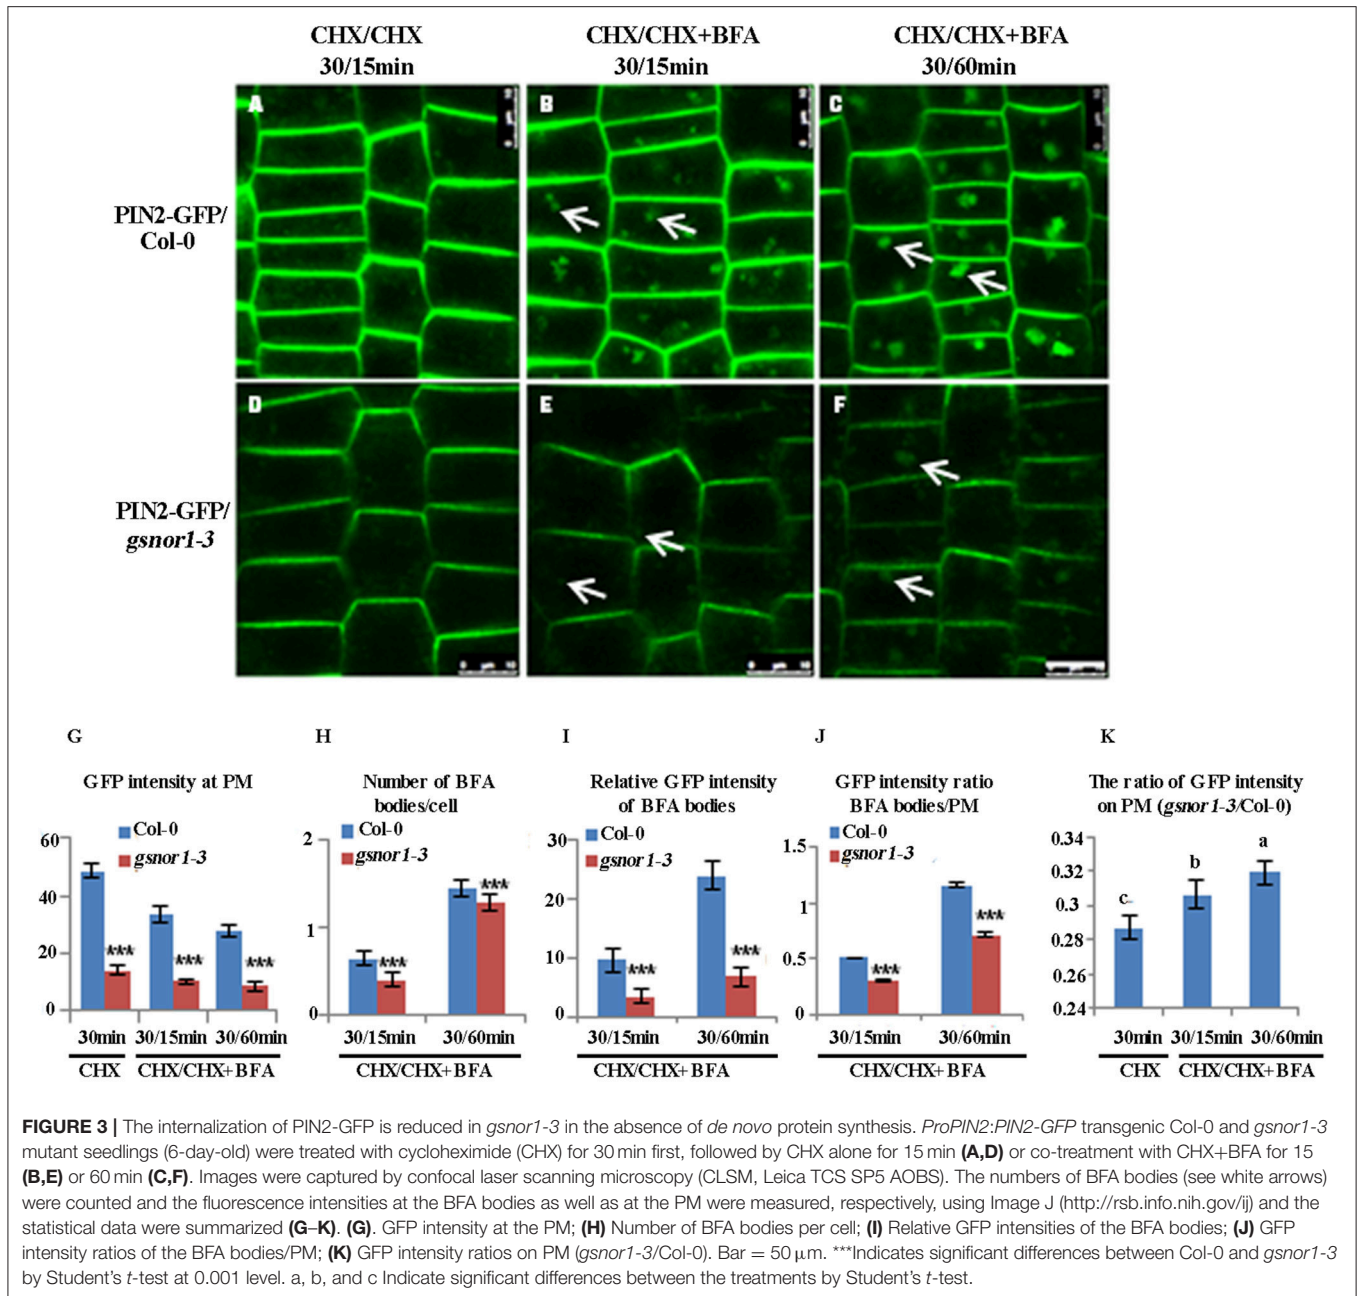 CHX/CHX CHX/CHX+BFA CHX/CHX+BFA
30/15min 30/15min 30/60min
A B C
PIN2-GFP/
Col-0
D E F
PIN2-GFP/
gsnor1-3
0 µm 10 0 µm 10
G H I J K
GFP intensity at PM
Number of BFA
bodies/cell
Relative GFP intensity
of BFA bodies
GFP intensity ratio
BFA bodies/PM
The ratio of GFP intensity
on PM (gsnor1-3/Col-0)
Col-0
gsnor1-3
60
40
20
0
***
***
***
30min 30/15min 30/60min
CHX CHX/CHX+BFA
Col-0
gsnor1-3
2
1
0
***
***
30/15min 30/60min
CHX/CHX+BFA
Col-0
gsnor1-3
30
20
10
0
***
***
30/15min 30/60min
CHX/CHX+BFA
Col-0
gsnor1-3
1.5
1
0.5
0
***
***
30/15min 30/60min
CHX/CHX+BFA
0.34
0.32
0.3
0.28
0.26
0.24
c b a
30min 30/15min 30/60min
CHX CHX/CHX+BFA
FIGURE 3 | The internalization of PIN2-GFP is reduced in gsnor1-3 in the absence of de novo protein synthesis. ProPIN2:PIN2-GFP transgenic Col-0 and gsnor1-3
mutant seedlings (6-day-old) were treated with cycloheximide (CHX) for 30 min first, followed by CHX alone for 15 min (A,D) or co-treatment with CHX+BFA for 15
(B,E) or 60 min (C,F). Images were captured by confocal laser scanning microscopy (CLSM, Leica TCS SP5 AOBS). The numbers of BFA bodies (see white arrows)
were counted and the fluorescence intensities at the BFA bodies as well as at the PM were measured, respectively, using Image J (http://rsb.info.nih.gov/ij) and the
statistical data were summarized (G–K). (G). GFP intensity at the PM; (H) Number of BFA bodies per cell; (I) Relative GFP intensities of the BFA bodies; (J) GFP
intensity ratios of the BFA bodies/PM; (K) GFP intensity ratios on PM (gsnor1-3/Col-0). Bar = 50 µm. ***Indicates significant differences between Col-0 and gsnor1-3
by Student's t-test at 0.001 level. a, b, and c Indicate significant differences between the treatments by Student's t-test.